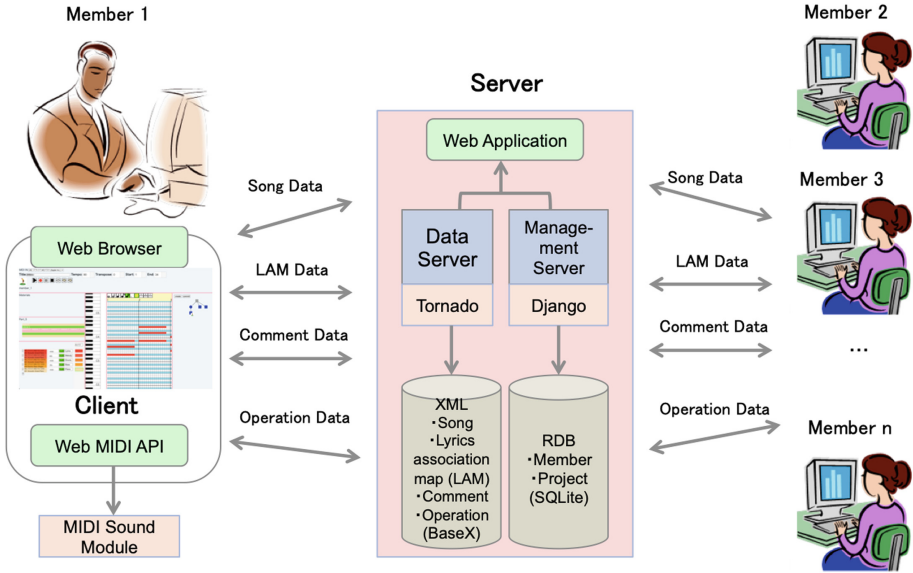 Member 1
Member 2
Server
Web Application
Song Data
Song Data
Member 3
Web Browser
Data
Server
Manage-
ment
Server
LAM Data
LAM Data
Tornado
Django
Comment Data
Comment Data
...
Client
Operation Data
Operation Data
Web MIDI API
XML
・Song
・Lyrics
association
map (LAM)
・Comment
・Operation
(BaseX)
RDB
・Member
・Project
(SQLite)
Member n
MIDI Sound
Module